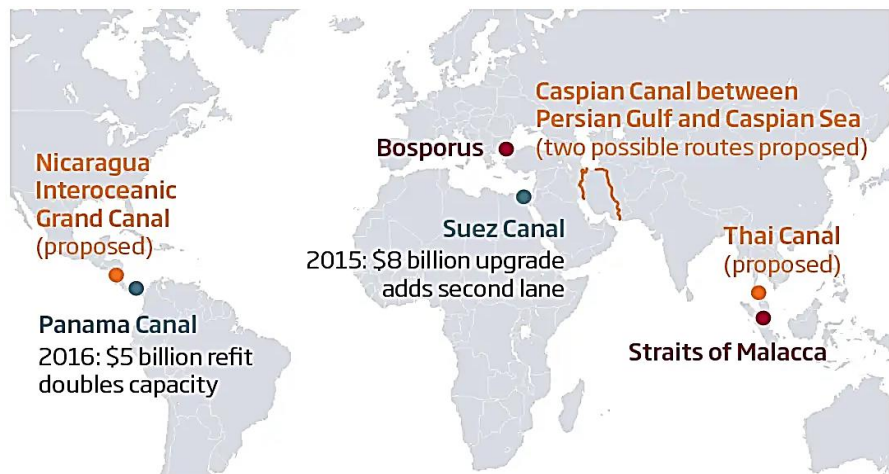 Caspian Canal between
Persian Gulf and Caspian Sea
(two possible routes proposed)
Bosporus
Nicaragua
Interoceanic
Grand Canal
(proposed)
Suez Canal
2015: $8 billion upgrade
adds second lane
Thai Canal
(proposed)
Panama Canal
2016: $5 billion refit
doubles capacity
Straits of Malacca